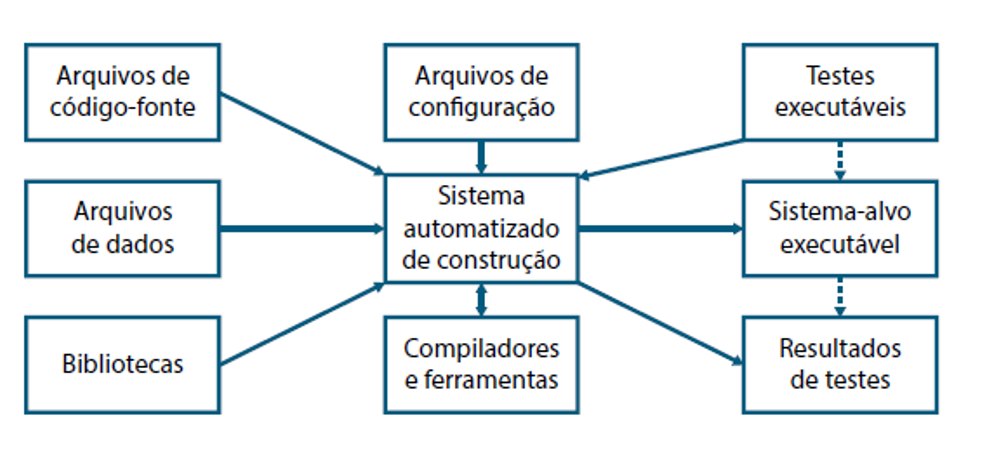 Arquivos de
código-fonte
Arquivos de
configuração
Testes
executáveis
Arquivos
de dados
Sistema
automatizado
de construção
Sistema-alvo
executável
Bibliotecas
Compiladores
e ferramentas
Resultados
de testes